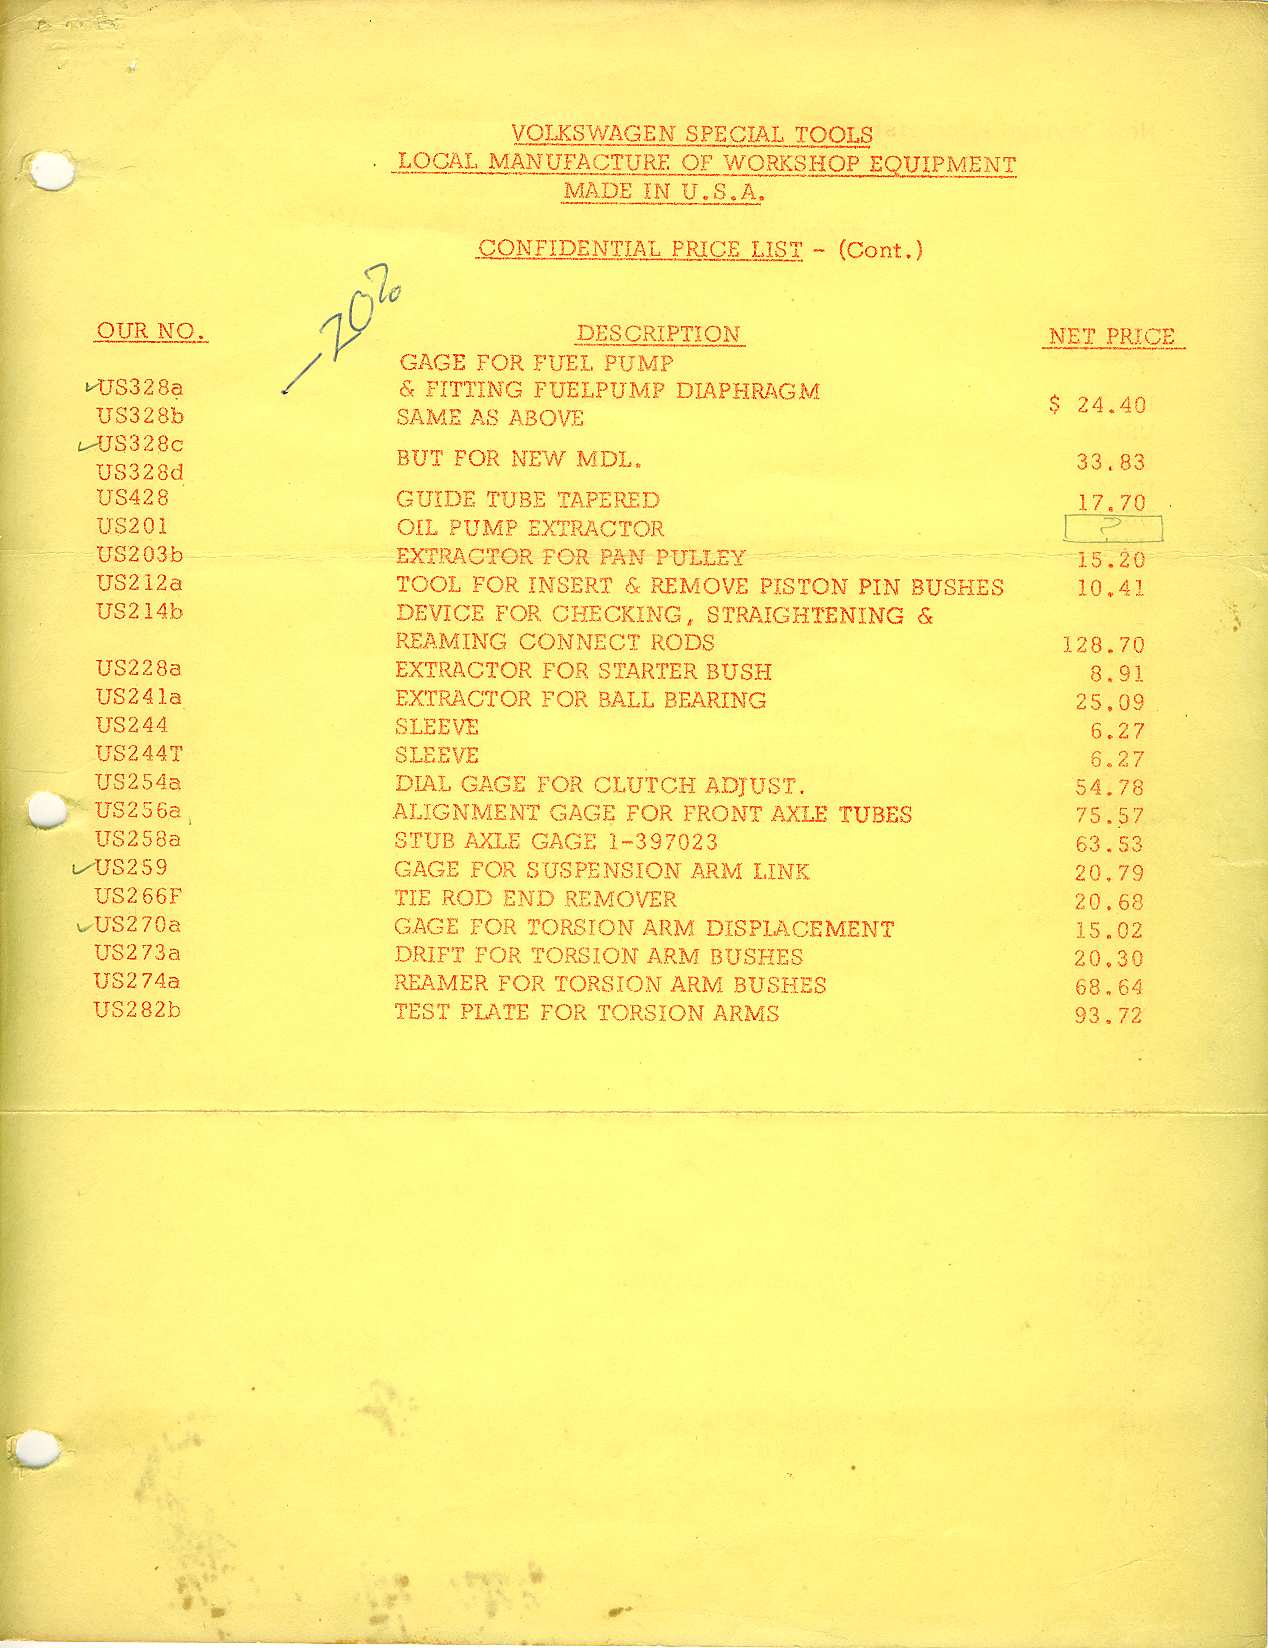 VOLKSWAGEN SPECIAL TOOLS
LOCAL MANUFACTURE OF WORKSHOP EQUIPMENT
MADE IN U.S.A.
CONFIDENTIAL PRICE LIST - (Cont.)
-20%
OUR NO. DESCRIPTION NET PRICE
GAGE FOR FUEL PUMP
✓US328a & FITTING FUELPUMP DIAPHRAGM $ 24.40
US328b SAME AS ABOVE
✓US328c
BUT FOR NEW MDL. 33.83
US328d
US428 GUIDE TUBE TAPERED 17.70
US201 OIL PUMP EXTRACTOR ?
US203b EXTRACTOR FOR FAN PULLEY 15.20
US212a TOOL FOR INSERT & REMOVE PISTON PIN BUSHES 10.41
US214b DEVICE FOR CHECKING, STRAIGHTENING &
REAMING CONNECT RODS 128.70
US228a EXTRACTOR FOR STARTER BUSH 8.91
US241a EXTRACTOR FOR BALL BEARING 25.09
US244 SLEEVE 6.27
US244T SLEEVE 6.27
US254a DIAL GAGE FOR CLUTCH ADJUST. 54.78
US256a ALIGNMENT GAGE FOR FRONT AXLE TUBES 75.57
US258a STUB AXLE GAGE 1-397023 63.53
✓US259 GAGE FOR SUSPENSION ARM LINK 20.79
US266F TIE ROD END REMOVER 20.68
✓US270a GAGE FOR TORSION ARM DISPLACEMENT 15.02
US273a DRIFT FOR TORSION ARM BUSHES 20.30
US274a REAMER FOR TORSION ARM BUSHES 68.64
US282b TEST PLATE FOR TORSION ARMS 93.72